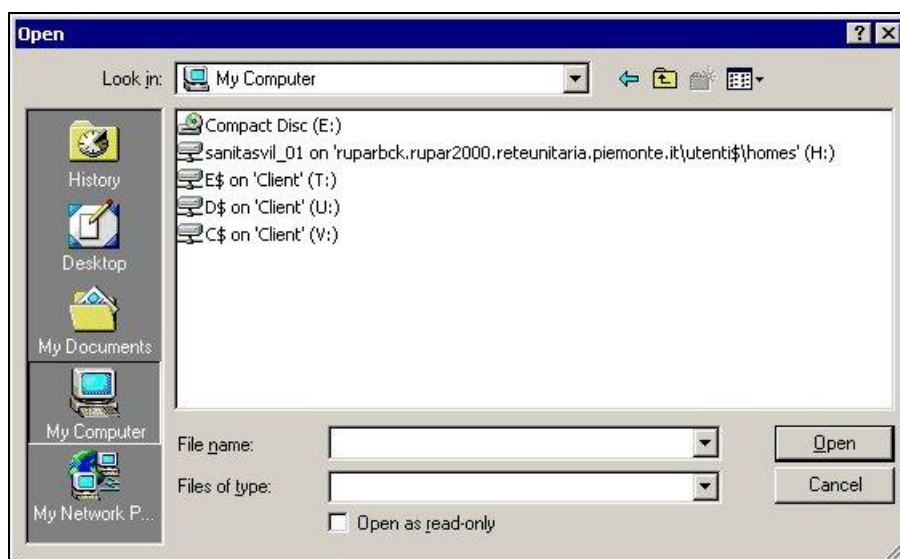 Open
Look in: My Computer
History
Desktop
My Documents
My Computer
My Network P...
Compact Disc (E:)
sanitasvil_01 on 'ruparbck.rupar2000.reteunitaria.piemonte.it\utenti$\homes' (H:)
E$ on 'Client' (T:)
D$ on 'Client' (U:)
C$ on 'Client' (V:)
File name:
Open
Files of type:
Cancel
Open as read-only